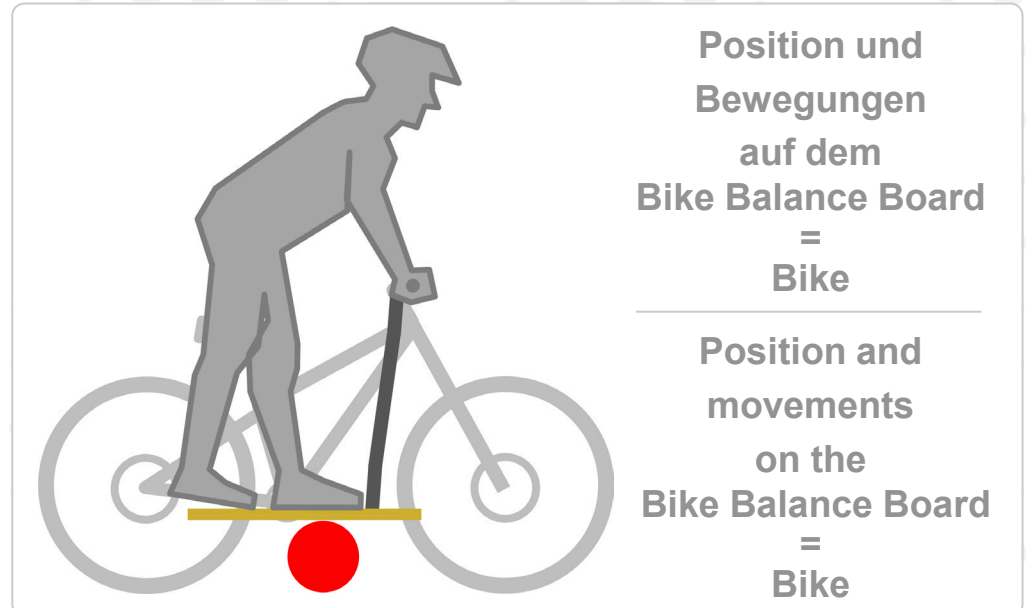 Position und
Bewegungen
auf dem
Bike Balance Board
=
Bike
Position and
movements
on the
Bike Balance Board
=
Bike